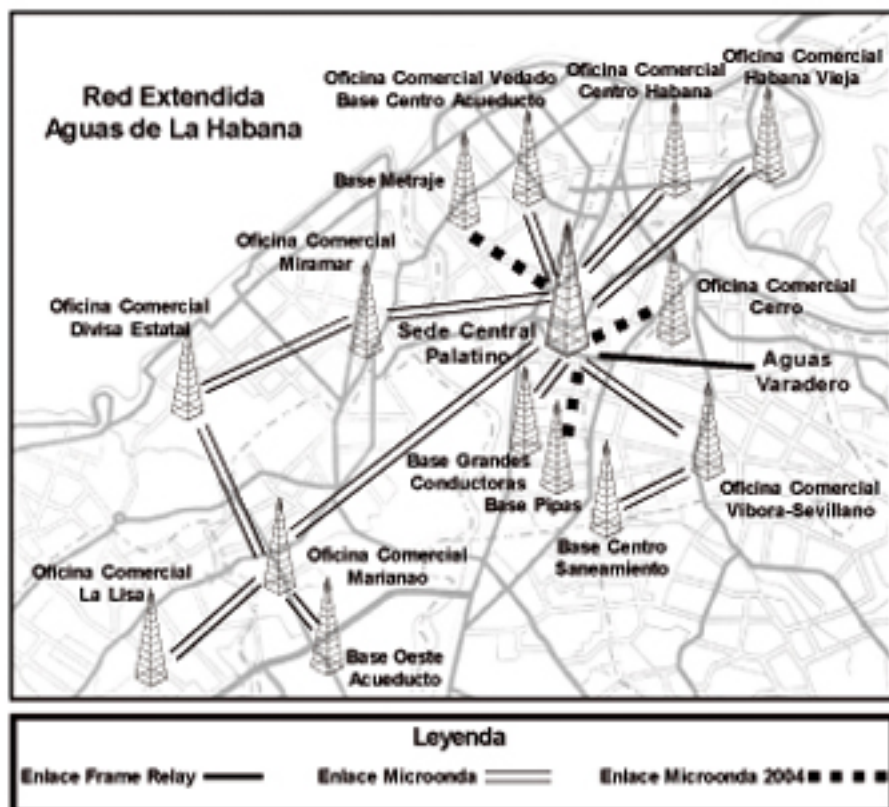 Red Extendida
Aguas de La Habana
Oficina Comercial Vedado
Base Centro Acueducto
Oficina Comercial
Centro Habana
Oficina Comercial
Habana Vieja
Base Metraje
Oficina Comercial
Miramar
Oficina Comercial
Divisa Estatal
Sede Central
Palatino
Oficina Comercial
Cerro
Aguas
Varadero
Base Grandes
Conductoras
Base Pipas
Oficina Comercial
Vibora-Sevillano
Base Centro
Saneamiento
Oficina Comercial
Marianao
Oficina Comercial
La Lisa
Base Oeste
Acueducto
Leyenda
Enlace Frame Relay
Enlace Microonda
Enlace Microonda 2004